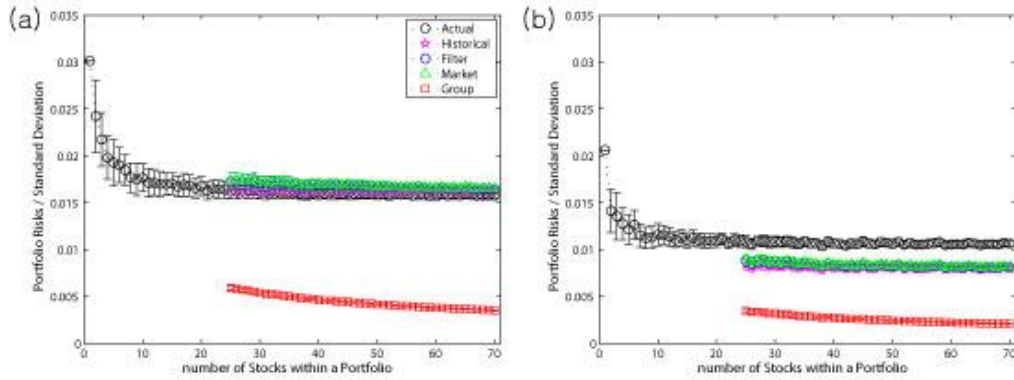 (a)
0.035
0.03
0.025
0.02
0.015
0.01
0.005
0
Portfolio Risks / Standard Deviation
0 10 20 30 40 50 60 70
number of Stocks within a Portfolio
Actual
Historical
Filter
Market
Group
(b)
0.035
0.03
0.025
0.02
0.015
0.01
0.005
0
Portfolio Risks / Standard Deviation
0 10 20 30 40 50 60 70
number of Stocks within a Portfolio